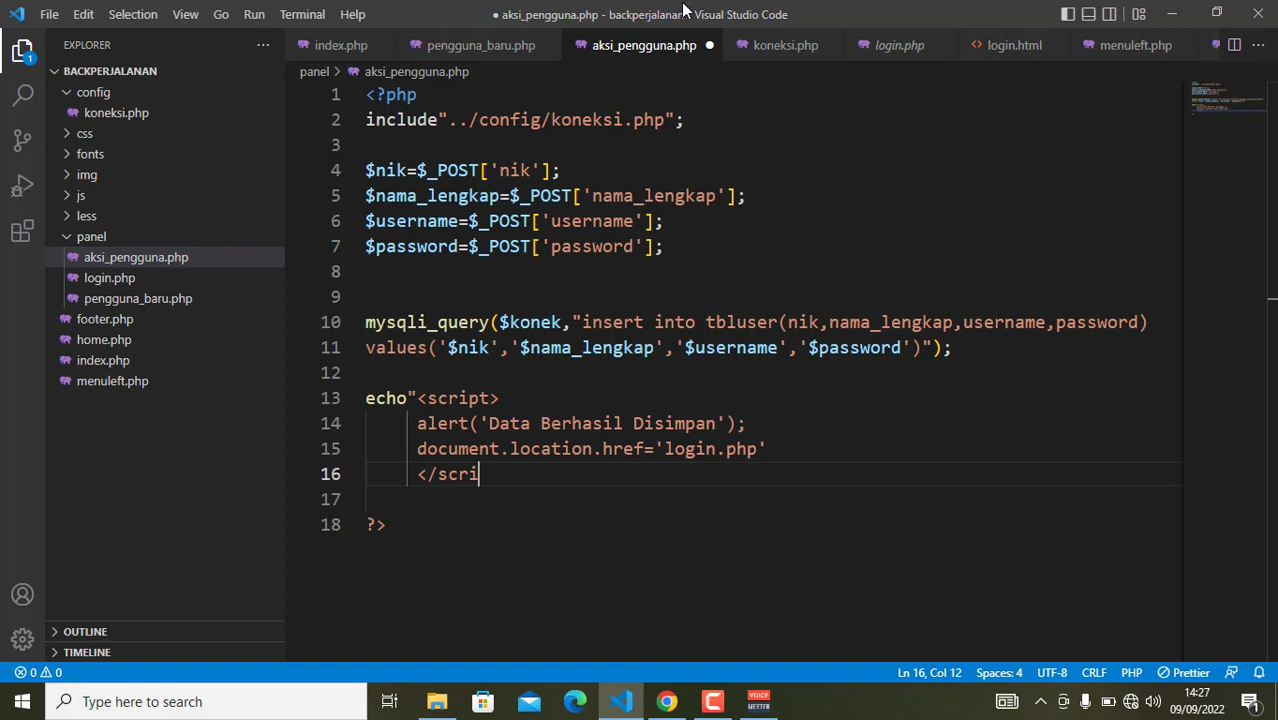 File Edit Selection View Go Run Terminal Help
● aksi_pengguna.php - backperjalanan - Visual Studio Code
EXPLORER
index.php
pengguna_baru.php
aksi_pengguna.php
koneksi.php
login.php
login.html
menuleft.php
BACKPERJALANAN
config
koneksi.php
css
fonts
img
js
less
panel
aksi_pengguna.php
login.php
pengguna_baru.php
footer.php
home.php
index.php
menuleft.php
OUTLINE
TIMELINE
panel > aksi_pengguna.php
1 <?php
2 include"../config/koneksi.php";
3
4 $nik=$_POST['nik'];
5 $nama_lengkap=$_POST['nama_lengkap'];
6 $username=$_POST['username'];
7 $password=$_POST['password'];
8
9
10 mysqli_query($konek,"insert into tbluser(nik,nama_lengkap,username,password)
11 values('$nik','$nama_lengkap','$username','$password')");
12
13 echo"<script>
14 alert('Data Berhasil Disimpan');
15 document.location.href='login.php'
16 </scri
17
18 ?>
1
0 0
Ln 16, Col 12 Spaces: 4 UTF-8 CRLF PHP Prettier
Type here to search
VOICE
MEETER
14:27
09/09/2022
1